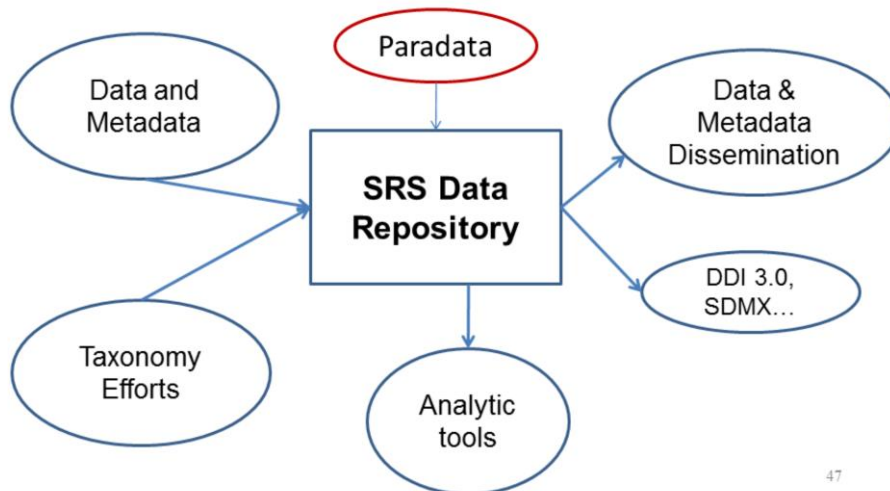 Paradata
Data and
Metadata
Data &
Metadata
Dissemination
SRS Data
Repository
DDI 3.0,
SDMX...
Taxonomy
Efforts
Analytic
tools
47